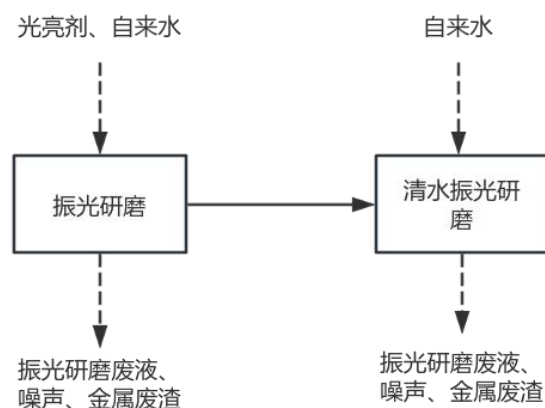 光亮剂、自来水
自来水
振光研磨
清水振光研
磨
振光研磨废液、
噪声、金属废渣
振光研磨废液、
噪声、金属废渣